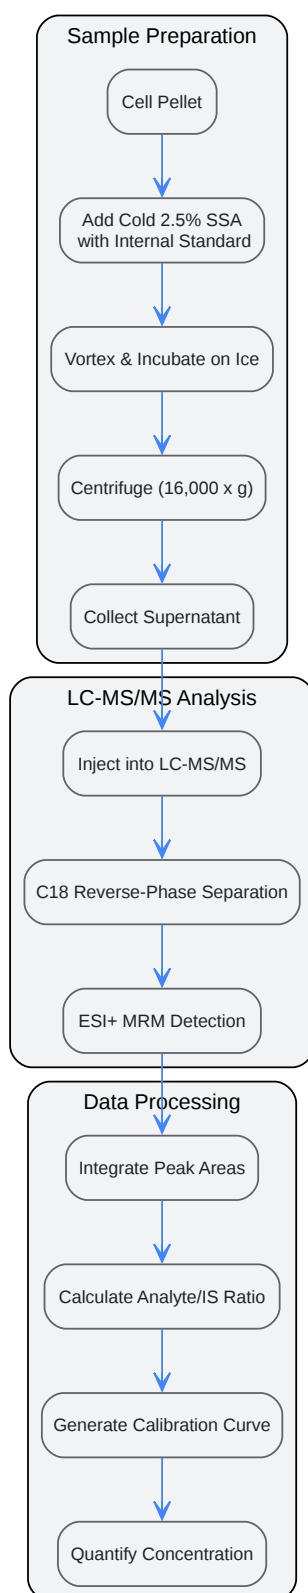 Sample Preparation
Cell Pellet
Add Cold 2.5% SSA
with Internal Standard
Vortex & Incubate on Ice
Centrifuge (16,000 x g)
Collect Supernatant
LC-MS/MS Analysis
Inject into LC-MS/MS
C18 Reverse-Phase Separation
ESI+ MRM Detection
Data Processing
Integrate Peak Areas
Calculate Analyte/IS Ratio
Generate Calibration Curve
Quantify Concentration